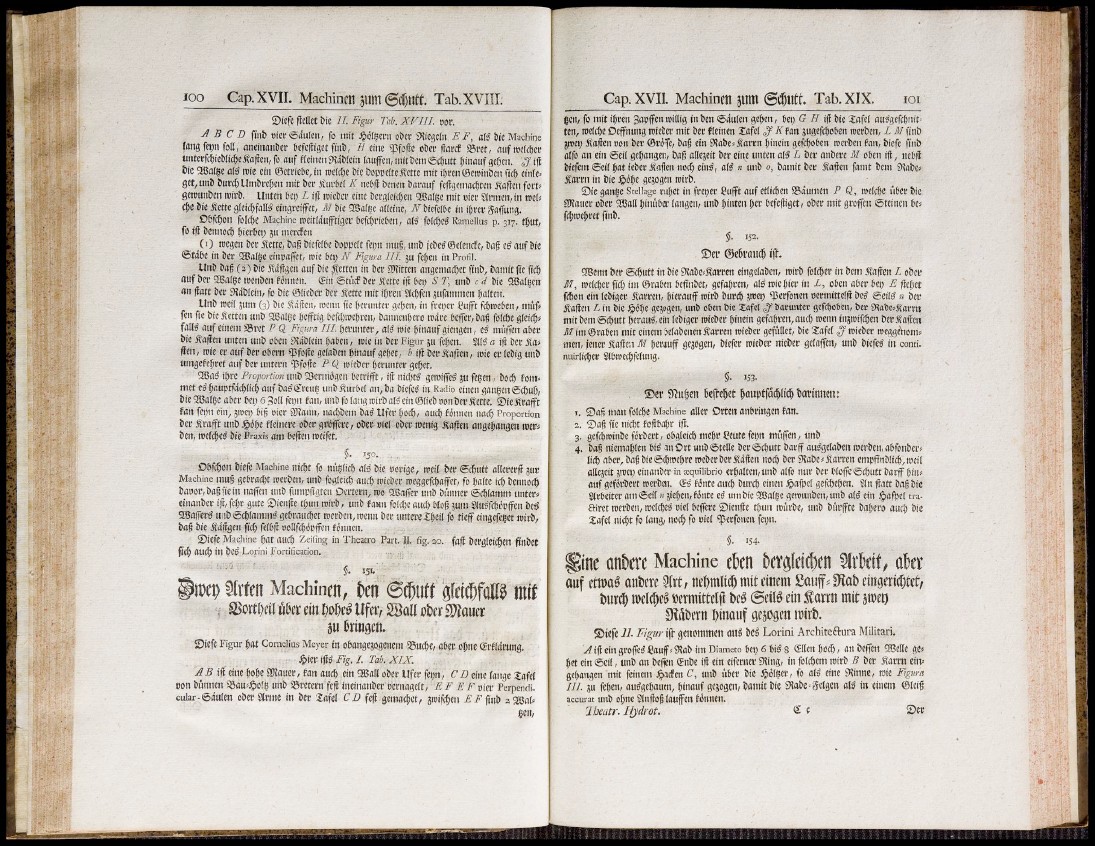 100 Cap. XVII. Machinen zum Schutt. Tab. XVIII.
Diese stellet die II. Figur Tab. XVIII. vor.
A B C D sind vier Säulen, so mit Höltzern oder Riegeln E F, als die Machine
lang seyn soll, aneinander befestiget sind, H eine Pfoste oder starck Bret, auf welcher
unterschiedliche Kasten, so auf kleinen Rädlein lauffen, mit dem Schutt hinauf gehen. J ist
die Waltze als wie ein Getriebe, in welche die doppelte Kette mit ihren Gewinden sich einle-
get, und durch Umdrehen mit der Kurbel K nebst denen darauf festgemachten Kasten fort-
gewunden wird. Unten bey L ist wieder eine dergleichen Waltze mit vier Armen, in wel-
che die Kette gleichfalls eingreiffet, M die Waltze alleine, N dieselbe in ihrer Fassung.
Obschon solche Machine weitläufftiger beschrieben, als solches Ramellus p. 317. thut,
so ist dennoch hierbey zu mercken
(1) wegen der Kette, daß dieselbe doppelt seyn muß, und jedes Gelencke, daß es auf die
Stäbe in der Waltze einpasset, wie bey N Figura III. zu sehen in Profil.
Und daß (2) die Kästgen auf die Ketten in der Mitten angemachet sind, damit sie sich
auf der Waltze wenden können. Ein Stück der Kette ist bey S T, und c d die Waltzen
an statt der Rädlein, so die Glieder der Kette mit ihren Achsen zusammen halten.
Und weil zum (3) die Kästen, wenn sie herunter gehen, in freyer Lufft schweben, müs-
sen sie die Ketten und Waltze hefftig beschwehren, dannenhero wäre besser, daß solche gleich-
falls auf einem Bret P Q Figura III. herunter, als wie hinauf giengen, es müssen aber
die Kasten unten und oben Rädlein haben, wie in der Figur zu sehen. Als a ist der Ka-
sten, wie er auf der obern Pfoste geladen hinauf gehet, b ist der Kasten, wie er ledig und
umgekehret auf der untern Pfoste P Q wieder herunter gehet.
Was ihre Proportion und Vermögen betrifft, ist nichts gewisses zu setzen, doch kom-
met es hauptsächlich auf das Creutz und Kurbel an, da dieses in Radio einen gantzen Schuh,
die Waltze aber bey 6 Zoll seyn kan, und so lang wird als ein Glied von der Kette. Die Krafft
kan seyn ein, zwey biß vier Mann, nachdem das Ufer hoch, auch können nach Proportion
der Krafft und Höhe kleinere oder grössere, oder viel oder wenig Kasten angehangen wer-
den, welches die Praxis am besten weiset.
§. 150.
Obschon diese Machine nicht so nützlich als die vorige, weil der Schutt allererst zur
Machine muß gebracht werden, und sogleich auch wieder weggeschaffet, so halte ich dennoch
davor, daß sie in nassen und sumpfigten Oertern, wo Wasser und dünner Schlamm unter-
einander ist, sehr gute Dienste thun wird, und kann solche auch bloß zum Ausschöpffen des
Wassers und Schlamms gebrauchet werden, wenn der untere Theil so tieff eingesetzet wird,
daß die Kästgen sich selbst vollschöpffen können.
Diese Machine hat auch Zeising in Theatro Part. II. fig. 20. fast dergleichen findet
sich auch in des Lorini Fortification.
§. 151.
Zwey Arten Machinen, den Schutt gleichfalls mit
Vortheil über ein hohes Ufer, Wall oder Mauer
zu bringen.
Diese Figur hat Cornelius Meyer in obangezogenem Buche, aber ohne Erklärung.
Hier ists Fig. I. Tab. XIX.
A B ist eine hohe Mauer, kan auch ein Wall oder Ufer seyn, C D eine lange Tafel
von dünnen Bau-Holtz und Bretern fest ineinander vernagelt, E F E F vier Perpendi-
cular-Säulen oder Arme in der Tafel C D fest gemachet, zwischen E F sind 2 Wal-
tzen,
Cap. XVII. Machinen zum Schutt. Tab. XIX. 101
tzen, so mit ihren Zapffen willig in den Säulen gehen, bey G H ist die Tafel ausgeschnit-
ten, welche Oeffnung wieder mit der kleinen Tafel J K kan zugeschoben werden, L M sind
zwey Kasten von der Grösse, daß ein Rade-Karrn hinein geschoben werden kan, diese sind
also an ein Seil gehangen, daß allezeit der eine unten als L der andere M oben ist, nebst
diesem Seil hat ieder Kasten noch eins, als n und o, damit der Kasten samt dem Rade-
Karrn in die Höhe gezogen wird.
Die gantze Stellage ruhet in freyer Lufft auf etlichen Bäumen P Q, welche über die
Mauer oder Wall hinüber langen, und hinten her befestiget, oder mit grossen Steinen be-
schwehret sind.
§. 152.
Der Gebrauch ist.
Wenn der Schutt in die Rade-Karren eingeladen, wird solcher in dem Kasten L oder
M, welcher sich im Graben befindet, gefahren, als wie hier in L, oben aber bey E stehet
schon ein lediger Karren, hierauff wird durch zwey Personen vermittelst des Seils n der
Kasten L in die Höhe gezogen, und oben die Tafel J darunter geschoben, der Rade-Karrn
mit dem Schutt heraus, ein lediger wieder hinein gefahren, auch wenn inzwischen der Kasten
M im Graben mit einem beladenen Karren wieder gefüllet, die Tafel J wieder weggenom-
men, jener Kasten M herauff gezogen, dieser wieder nieder gelassen, und dieses in conti-
nuirlicher Abwechselung.
§. 153.
Der Nutzen bestehet hauptsächlich darinnen:
1. Daß man solche Machine aller Orten anbringen kan.
2. Daß sie nicht kostbahr ist.
3. geschwinde fördert, obgleich mehr Leute seyn müssen, und
4. daß niemahlen biß an Ort und Stelle der Schutt darff ausgeladen werden, absonder-
lich aber, daß die Schwehre weder der Kästen noch der Rade-Karren empfindlich, weil
allezeit zwey einander in æquilibrio erhalten, und also nur der blosse Schutt darff hin-
auf gefördert werden. Es könte auch durch einen Haspel geschehen. An statt daß die
Arbeiter am Seil n ziehen, könte es um die Waltze gewunden, und als ein Haspel tra-
ctiret werden, welches viel bessere Dienste thun würde, und dürffte dahero auch die
Tafel nicht so lang, noch so viel Personen seyn.
§. 154.
Eine andere Machine eben dergleichen Arbeit, aber
auf etwas andere Art, nehmlich mit einem Lauff-Rad eingerichtet,
durch welches vermittelst des Seils ein Karrn mit zwey
Rädern hinauf gezogen wird.
Diese II. Figur ist genommen aus des Lorini Architectura Militari.
A ist ein grosses Lauff-Rad im Diametro bey 6 biß 8 Ellen hoch, an dessen Welle ge-
het ein Seil, und an dessen Ende ist ein eiserner Ring, in solchem wird B der Karrn ein-
gehangen mit seinem Hacken C, und über die Höltzer, so als eine Rinne, wie Figura
III. zu sehen, ausgehauen, hinauf gezogen, damit die Rade-Felgen als in einem Gleiß
accurat und ohne Anstoß lauffen können.
Theatr. Hydrot. C c Der